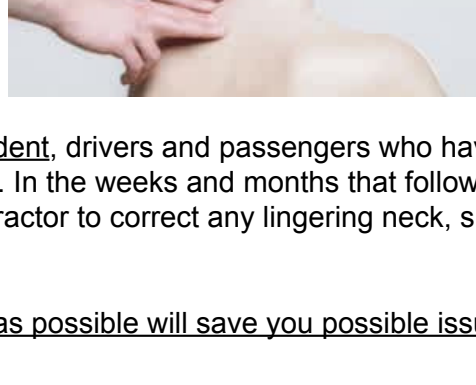 dent, drivers and passengers who hav
. In the weeks and months that follow
ractor to correct any lingering neck, s
as possible will save you possible issu